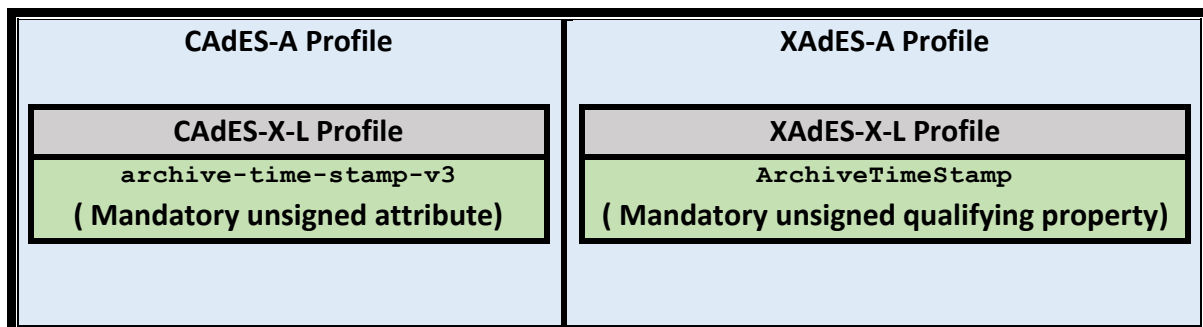 CAdES-A Profile
CAdES-X-L Profile
archive-time-stamp-v3
( Mandatory unsigned attribute)
XAdES-A Profile
XAdES-X-L Profile
ArchiveTimeStamp
( Mandatory unsigned qualifying property)